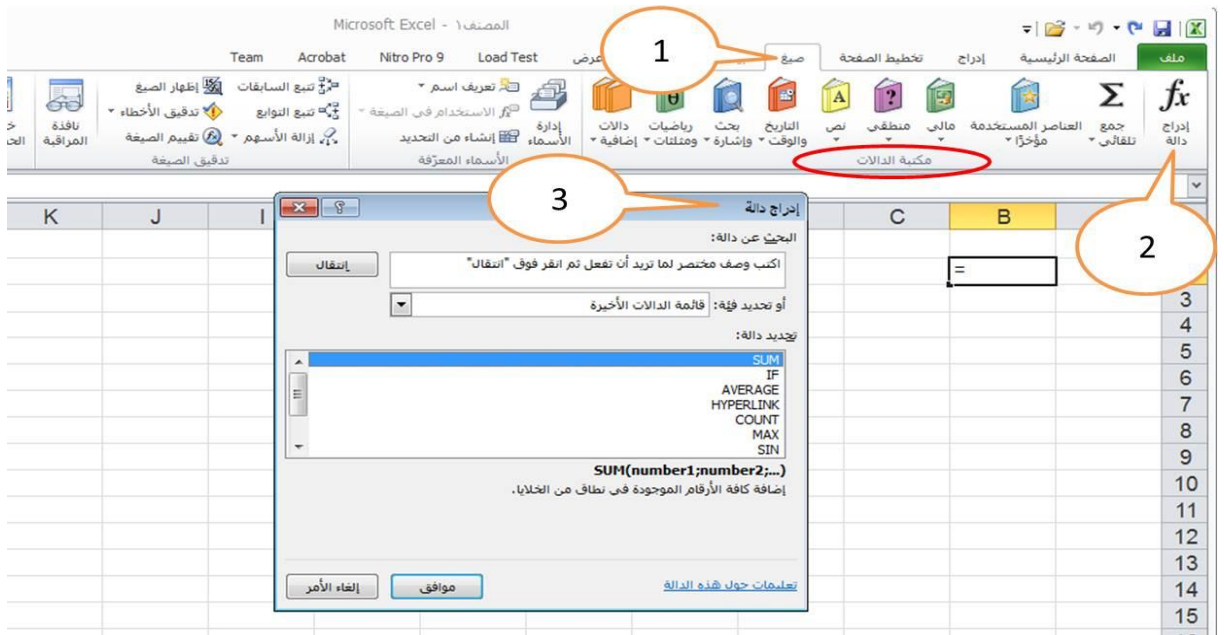 المصنف١ - Microsoft Excel
ملف الصفحة الرئيسية إدراج تخطيط الصفحة صيغ عرض Load Test Nitro Pro 9 Acrobat Team
1
fx إدراج دالة
Σ جمع تلقائي
العناصر المستخدمة مؤخرًا
مالي
منطقي
نص
التاريخ والوقت
بحث وإشارة
رياضيات ومثلثات
دالات إضافية
مكتبة الدالات
إدارة الأسماء
تعريف اسم
الاستخدام في الصيغة
إنشاء من التحديد
الأسماء المعرّفة
تتبع السابقات
تتبع التوابع
إزالة الأسهم
إظهار الصيغ
تدقيق الأخطاء
تقييم الصيغة
تدقيق الصيغة
نافذة المراقبة
2
3
B C I J K
=
3
4
5
6
7
8
9
10
11
12
13
14
15
إدراج دالة
البحث عن دالة:
اكتب وصف مختصر لما تريد أن تفعل ثم انقر فوق "انتقال"
إنتقال
أو تحديد فئة: قائمة الدالات الأخيرة
تحديد دالة:
SUM
IF
AVERAGE
HYPERLINK
COUNT
MAX
SIN
SUM(number1;number2;...)
إضافة كافة الأرقام الموجودة في نطاق من الخلايا.
تعليمات حول هذه الدالة
موافق
إلغاء الأمر